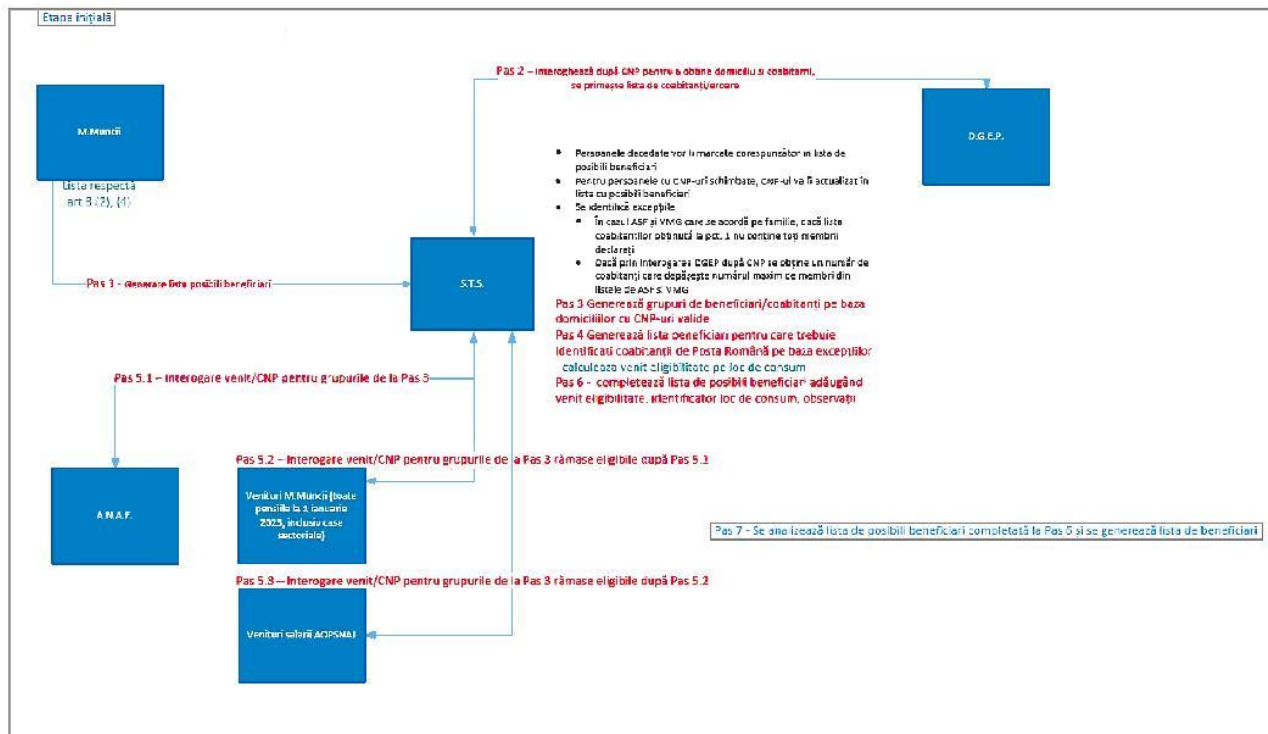 Etapa inițială
Pas 2 – Interoghează după CNP pentru a obține domiciliu și coabitanți,
se primește lista de coabitanți/eroare
M.Muncii
D.G.E.P.
Lista respectă
art 8 (2), (4)
• Persoanele decedate vor fi marcate corespunzător în lista de
posibili beneficiari
• Pentru persoanele cu CNP-uri schimbate, CNP-ul va fi actualizat în
lista cu posibili beneficiari
• Se identifică excepțiile
• În cazul ASF și VMG care se acordă pe familie, dacă lista
coabitanților obținută la pct. 1 nu conține toți membrii
declarați
• Dacă prin interogarea DGEP după CNP se obține un număr de
coabitanți care depășește numărul maxim de membri din
listele de ASF și VMG
Pas 1 - Generare lista posibili beneficiari
S.T.S.
Pas 3 Generează grupuri de beneficiari/coabitanți pe baza
domiciliilor cu CNP-uri valide
Pas 4 Generează lista beneficiari pentru care trebuie
identificați coabitanții de Poșta Română pe baza excepțiilor
calculeaza venit eligibilitate pe loc de consum
Pas 6 - completează lista de posibili beneficiari adăugând
venit eligibilitate, identificator loc de consum, observații
Pas 5.1 – Interogare venit/CNP pentru grupurile de la Pas 3
Pas 5.2 – Interogare venit/CNP pentru grupurile de la Pas 3 rămase eligibile după Pas 5.1
A.N.A.F.
Venituri M.Muncii (toate
pensiile la 1 ianuarie
2023, inclusiv case
sectoriale)
Pas 7 - Se analizează lista de posibili beneficiari completată la Pas 6 și se generează lista de beneficiari
Pas 5.3 – Interogare venit/CNP pentru grupurile de la Pas 3 rămase eligibile după Pas 5.2
Venituri salarii AOPSNAJ